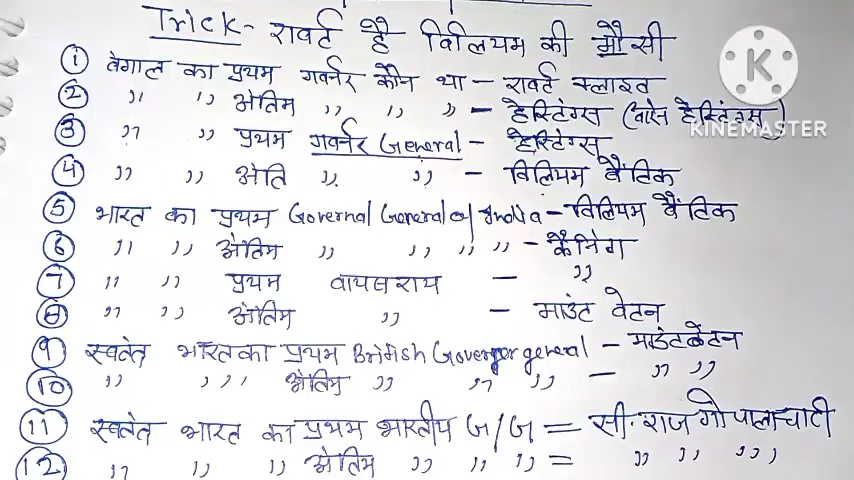 Trick - रावर्ट है विलियम की मौसी
① वंगाल का प्रथम गवर्नर कौन था - रावर्ट क्लाइव
② " " अंतिम " " " - हेस्टिंग्स (वारेन हेस्टिंग्स)
③ " " प्रथम गवर्नर General - हेस्टिंग्स
④ " " अंति " " - विलियम वैंटिक
⑤ भारत का प्रथम Governal General of India - विलियम वैंटिक
⑥ " " अंतिम " " " " - कैनिंग
⑦ " " प्रथम वायसराय - "
⑧ " " अंतिम " - माउंट वेटन
⑨ स्वतंत्र भारत का प्रथम British Governor general - माउंटवेटन
⑩ " " " अंतिम " " " - " "
⑪ स्वतंत्र भारत का प्रथम भारतीय G/G = सी. राज गोपालाचारी
⑫ " " " अंतिम " " " = " " "
K
KINEMASTER